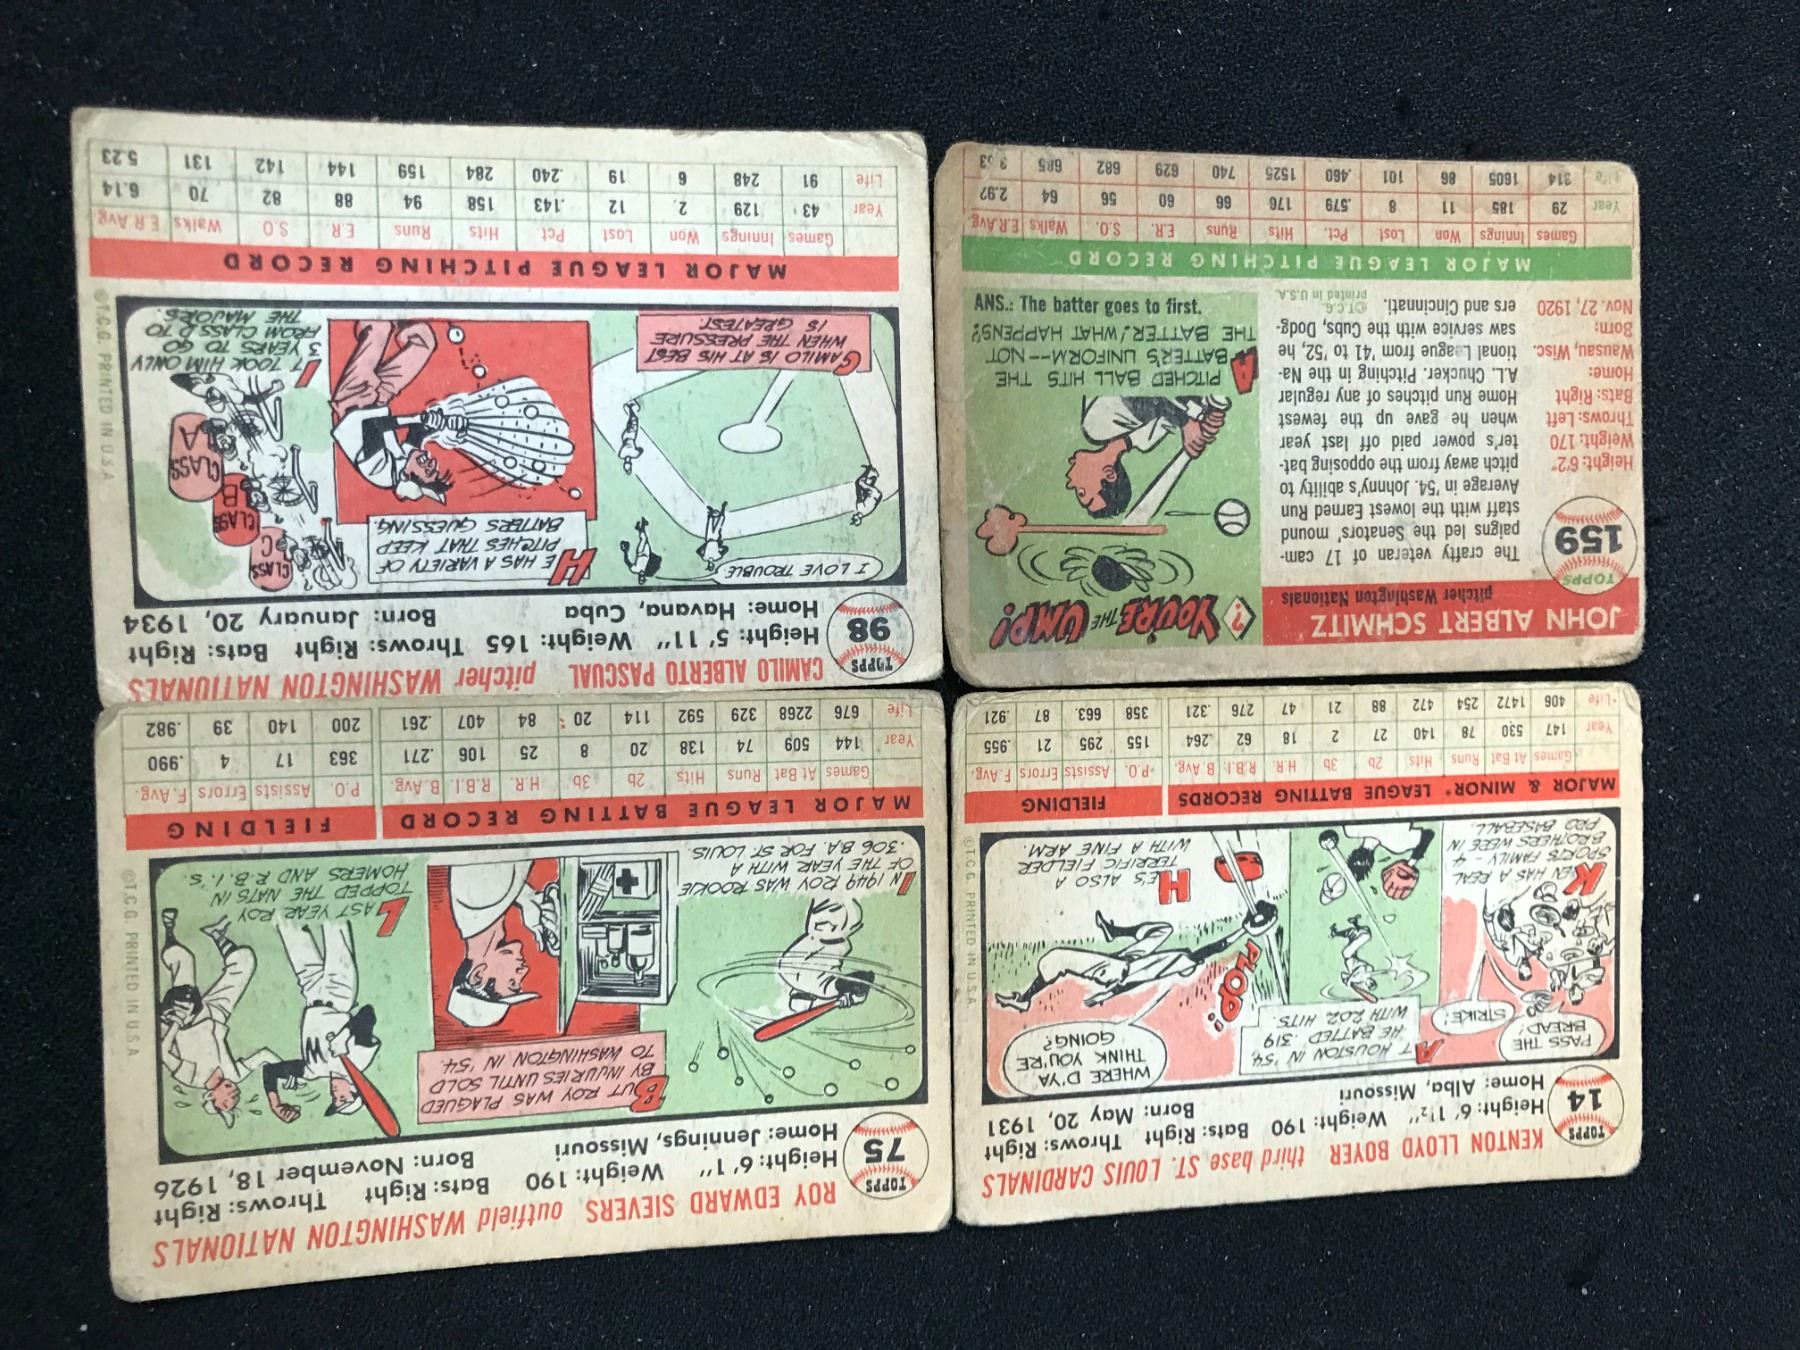 KENTON LLOYD BOYER third base ST. LOUIS CARDINALS
TOPPS
14
Height: 6' 1½" Weight: 190 Bats: Right Throws: Right
Home: Alba, Missouri Born: May 20, 1931
PASS THE
BREAD!
STRIKE!
KEN HAS A REAL
SPORTS FAMILY - 4
BROTHERS WERE IN
PRO BASEBALL.
AT HOUSTON IN '54
HE BATTED .319
WITH 202 HITS.
WHERE D'YA
THINK YOU'RE
GOING?
PLOP!!
HE'S ALSO A
TERRIFIC FIELDER
WITH A FINE ARM.
©T.C.G. PRINTED IN U.S.A.
MAJOR & MINOR* LEAGUE BATTING RECORDS FIELDING
Games At Bat Runs Hits 2b 3b H.R. R.B.I. B.Avg. P.O. Assists Errors F.Avg.
Year 147 530 78 140 27 2 18 62 .264 155 295 21 .955
*Life 406 1472 254 472 88 21 47 276 .321 358 663 87 .921
ROY EDWARD SIEVERS outfield WASHINGTON NATIONALS
TOPPS
75
Height: 6' 1" Weight: 190 Bats: Right Throws: Right
Home: Jennings, Missouri Born: November 18, 1926
IN 1949 ROY WAS ROOKIE
OF THE YEAR WITH A
.306 B.A. FOR ST. LOUIS.
BUT ROY WAS PLAGUED
BY INJURIES UNTIL SOLD
TO WASHINGTON IN '54.
LAST YEAR ROY
TOPPED THE NATS IN
HOMERS AND R.B.I.'S.
©T.C.G. PRINTED IN U.S.A.
MAJOR LEAGUE BATTING RECORD FIELDING
Games At Bat Runs Hits 2b 3b H.R. R.B.I. B.Avg. P.O. Assists Errors F.Avg.
Year 144 509 74 138 20 8 25 106 .271 363 17 4 .990
Life 676 2268 329 592 114 20 84 407 .261 200 140 39 .982
JOHN ALBERT SCHMITZ
pitcher Washington Nationals
TOPPS
159
Height: 6'2"
Weight: 170
Throws: Left
Bats: Right
Home:
Wausau, Wisc.
Born:
Nov. 27, 1920
The crafty veteran of 17 cam-
paigns led the Senators' mound
staff with the lowest Earned Run
Average in '54. Johnny's ability to
pitch away from the opposing bat-
ter's power paid off last year
when he gave up the fewest
Home Run pitches of any regular
A.L. Chucker. Pitching in the Na-
tional League from '41 to '52, he
saw service with the Cubs, Dodg-
ers and Cincinnati.
©T.C.G.
printed in U.S.A.
? YOU'RE THE UMP!
A PITCHED BALL HITS THE
BATTER'S UNIFORM--NOT
THE BATTER! WHAT HAPPENS?
ANS.: The batter goes to first.
MAJOR LEAGUE PITCHING RECORD
Games Innings Won Lost Pct. Hits Runs E.R. S.O. Walks E.R.Avg
Year 29 185 11 8 .579 176 66 60 56 64 2.92
Life 314 1605 86 101 .460 1525 740 629 682 685
CAMILO ALBERTO PASCUAL pitcher WASHINGTON NATIONALS
TOPPS
98
Height: 5' 11" Weight: 165 Throws: Right Bats: Right
Home: Havana, Cuba Born: January 20, 1934
I LOVE TROUBLE
CAMILO IS AT HIS BEST
WHEN THE PRESSURE
IS GREATEST.
HE HAS A VARIETY OF
PITCHES THAT KEEP
BATTERS GUESSING.
CLASS
C
CLASS
B
CLASS
A
IT TOOK HIM ONLY
3 YEARS TO GO
FROM CLASS D TO
THE MAJORS.
©T.C.G. PRINTED IN U.S.A
MAJOR LEAGUE PITCHING RECORD
Games Innings Won Lost Pct. Hits Runs E.R. S.O. Walks E.R.Avg
Year 43 129 2 12 .143 158 94 88 82 70 6.14
Life 91 248 6 19 .240 284 159 144 142 131 5.23